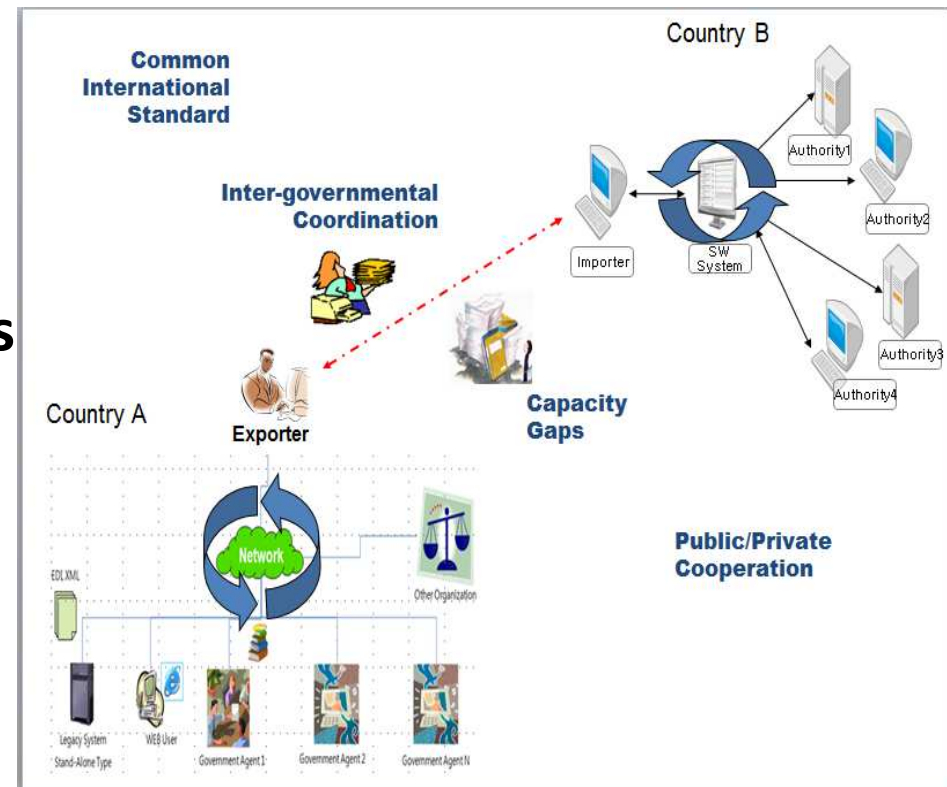 Common
International
Standard
Country B
Authority1
Inter-governmental
Coordination
Authority2
Importer
SW
System
s
Authority3
Country A
Exporter
Authority4
Capacity
Gaps
Network
Public/Private
Cooperation
EDI, XML
Other Organization
Legacy System
Stand-Alone Type
WEB User
Government Agent 1
Government Agent 2
Government Agent N